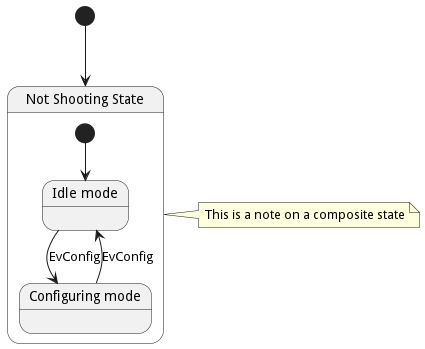 Not Shooting State
Idle mode
This is a note on a composite state
EvConfig
EvConfig
Configuring mode